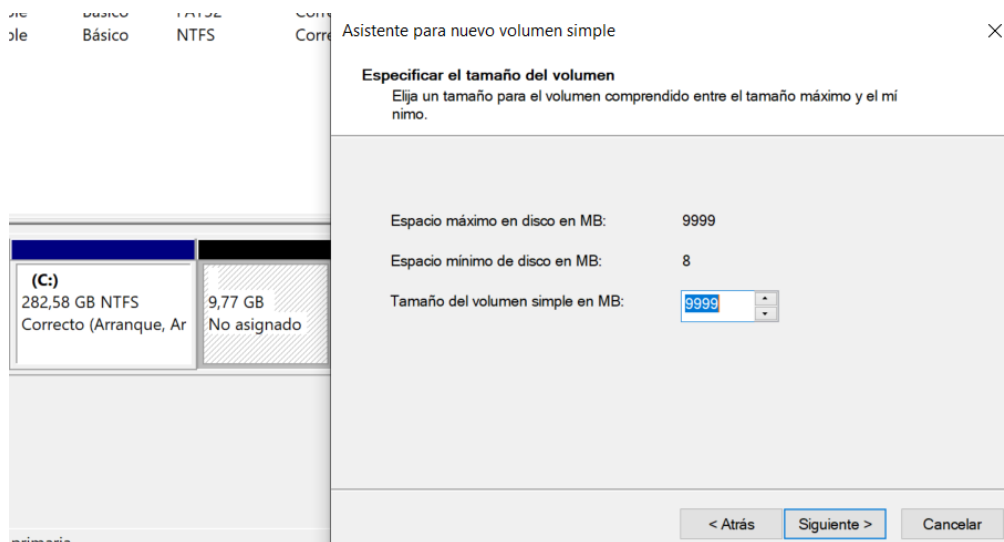 Básico
NTFS
Asistente para nuevo volumen simple
Especificar el tamaño del volumen
Elija un tamaño para el volumen comprendido entre el tamaño máximo y el mí
nimo.
Espacio máximo en disco en MB: 9999
Espacio mínimo de disco en MB: 8
Tamaño del volumen simple en MB: 9999
(C:)
282,58 GB NTFS
Correcto (Arranque, Ar
9,77 GB
No asignado
< Atrás
Siguiente >
Cancelar